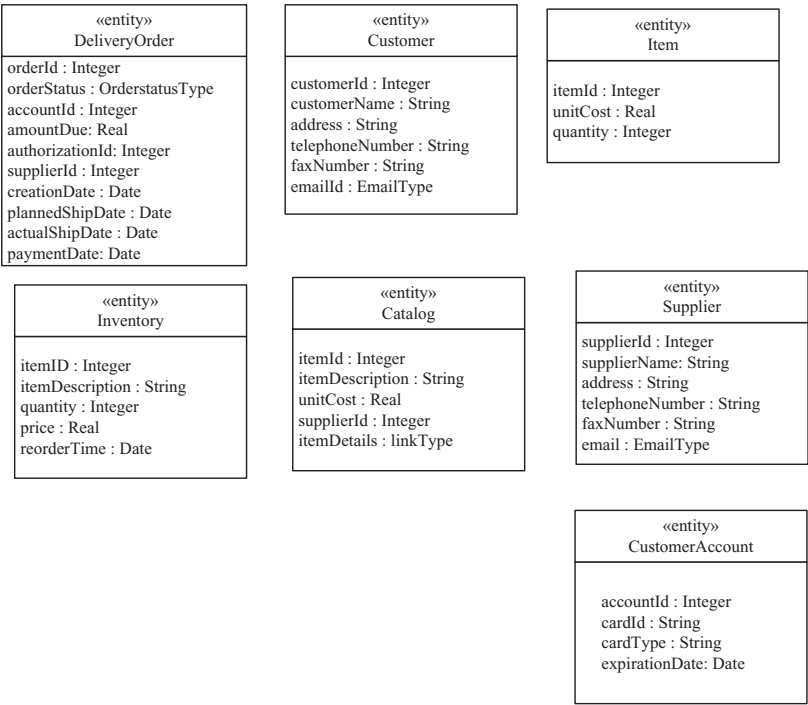 «entity»
DeliveryOrder
orderId : Integer
orderStatus : OrderstatusType
accountId : Integer
amountDue: Real
authorizationId: Integer
supplierId : Integer
creationDate : Date
plannedShipDate : Date
actualShipDate : Date
paymentDate: Date
«entity»
Customer
customerId : Integer
customerName : String
address : String
telephoneNumber : String
faxNumber : String
emailId : EmailType
«entity»
Item
itemId : Integer
unitCost : Real
quantity : Integer
«entity»
Inventory
itemID : Integer
itemDescription : String
quantity : Integer
price : Real
reorderTime : Date
«entity»
Catalog
itemId : Integer
itemDescription : String
unitCost : Real
supplierId : Integer
itemDetails : linkType
«entity»
Supplier
supplierId : Integer
supplierName: String
address : String
telephoneNumber : String
faxNumber : String
email : EmailType
«entity»
CustomerAccount
accountId : Integer
cardId : String
cardType : String
expirationDate: Date